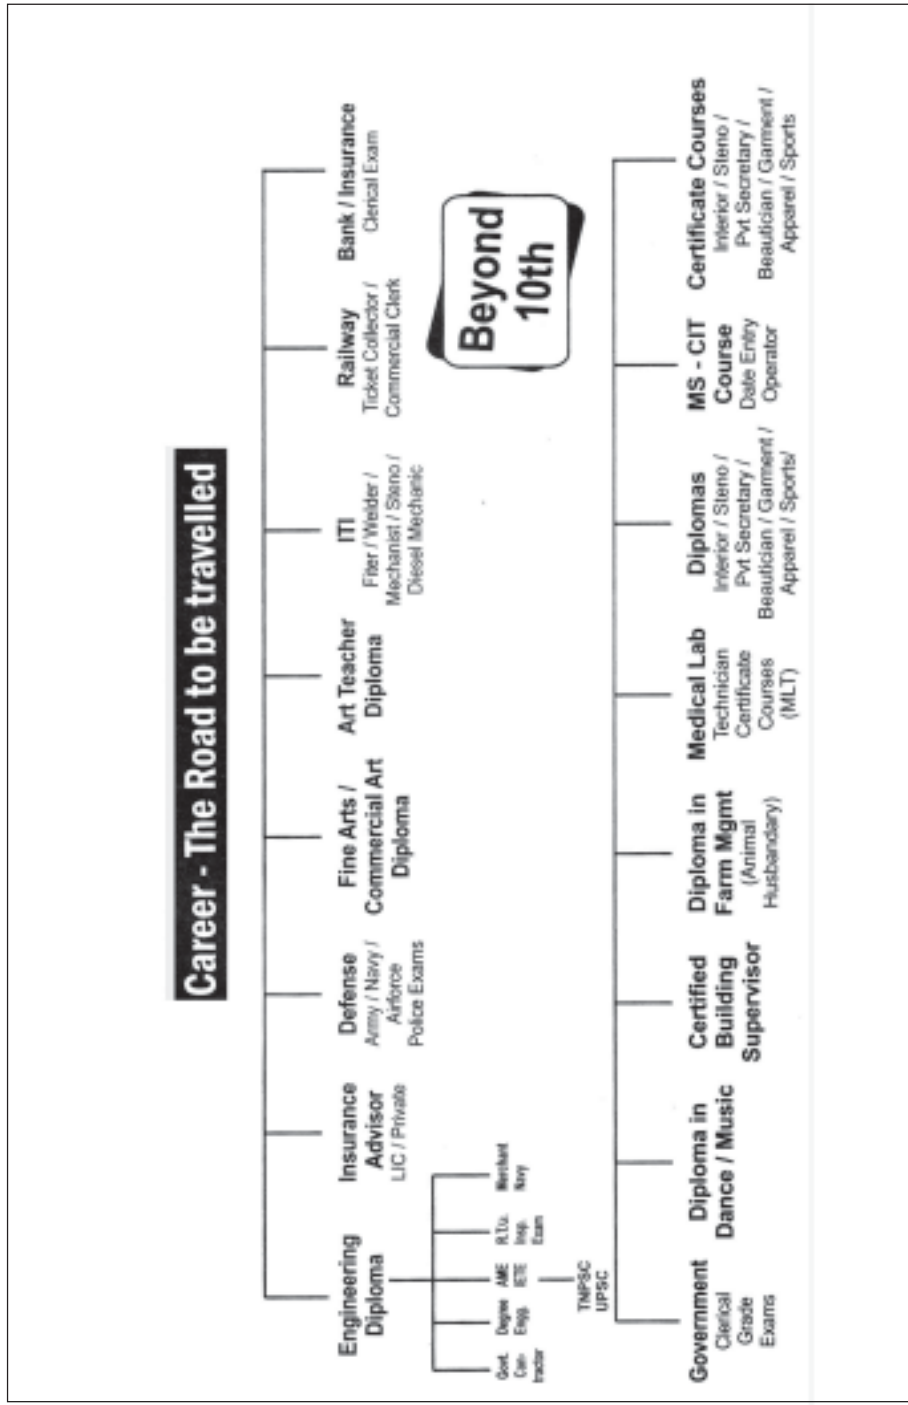 Career - The Road to be travelled
Engineering
Diploma
Govt.
Con-
tractor
Degree
Engg.
AME
IETE
TNPSC
UPSC
R.T.O.
Insp.
Exam
Merchant
Navy
Insurance
Advisor
LIC / Private
Defense
Army / Navy /
Airforce
Police Exams
Fine Arts /
Commercial Art
Diploma
Art Teacher
Diploma
ITI
Fiter / Welder /
Mechanist / Steno /
Diesel Mechanic
Railway
Ticket Collector /
Commercial Clerk
Bank / Insurance
Clerical Exam
Beyond
10th
Government
Clerical
Grade
Exams
Diploma in
Dance / Music
Certified
Building
Supervisor
Diploma in
Farm Mgmt
(Animal
Husbandary)
Medical Lab
Technician
Certificate
Courses
(MLT)
Diplomas
Interior / Steno /
Pvt Secretary /
Beautician / Garment /
Apparel / Sports/
MS - CIT
Course
Date Entry
Operator
Certificate Courses
Interior / Steno /
Pvt Secretary /
Beautician / Garment /
Apparel / Sports